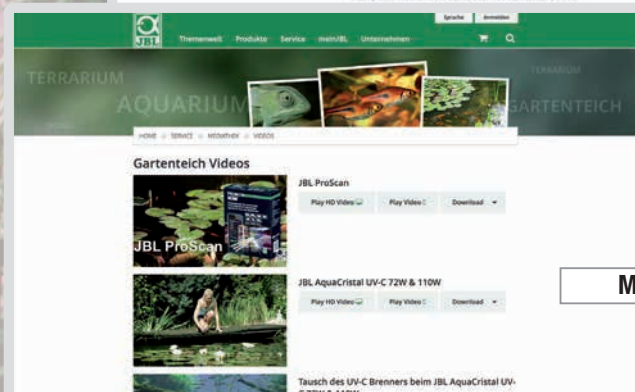 Sprache Anmelden
JBL
Themenwelt Produkte Service meinJBL Unternehmen
TERRARIUM
TERRARIUM
AQUARIUM
GARTENTEICH
HOME SERVICE MEDIATHEK VIDEOS
Gartenteich Videos
JBL ProScan
Play HD Video Play Video Download
JBL ProScan
JBL AquaCristal UV-C 72W & 110W
M
Play HD Video Play Video Download
Tausch des UV-C Brenners beim JBL AquaCristal UV-